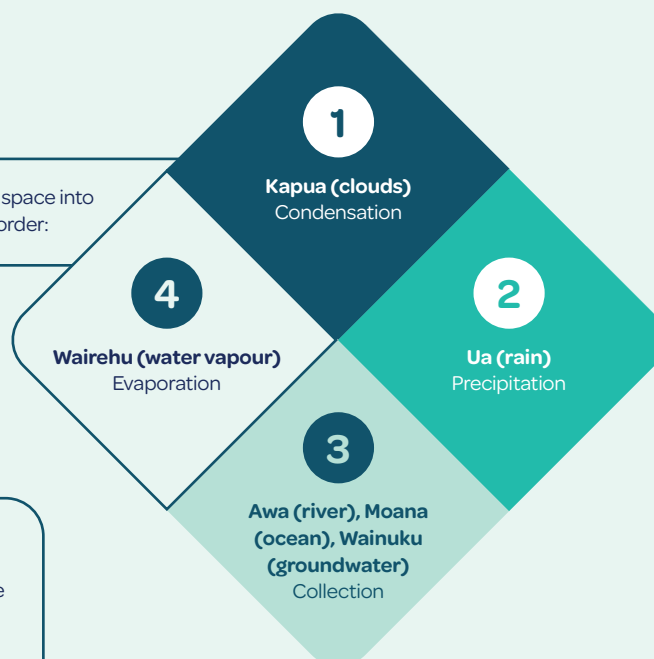 1
Kapua (clouds)
Condensation
space into
order:
4
Wairehu (water vapour)
Evaporation
2
Ua (rain)
Precipitation
3
Awa (river), Moana
(ocean), Wainuku
(groundwater)
Collection
e